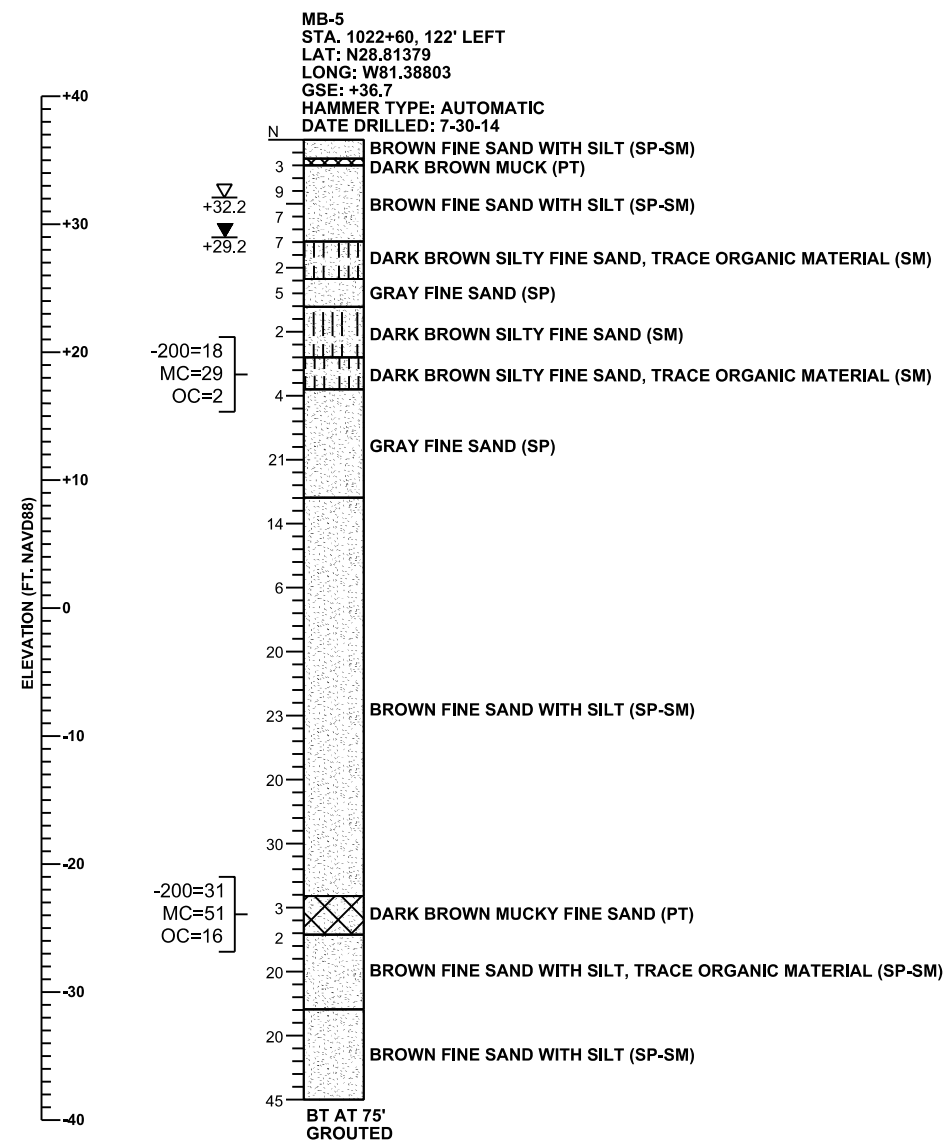 MB-5
STA. 1022+60, 122' LEFT
LAT: N28.81379
LONG: W81.38803
GSE: +36.7
HAMMER TYPE: AUTOMATIC
DATE DRILLED: 7-30-14
+40
N
BROWN FINE SAND WITH SILT (SP-SM)
3
DARK BROWN MUCK (PT)
9
+32.2
BROWN FINE SAND WITH SILT (SP-SM)
7
+30
7
+29.2
DARK BROWN SILTY FINE SAND, TRACE ORGANIC MATERIAL (SM)
2
5
GRAY FINE SAND (SP)
2
DARK BROWN SILTY FINE SAND (SM)
+20
-200=18
MC=29
OC=2
DARK BROWN SILTY FINE SAND, TRACE ORGANIC MATERIAL (SM)
4
GRAY FINE SAND (SP)
21
+10
14
6
0
ELEVATION (FT. NAVD88)
20
23
BROWN FINE SAND WITH SILT (SP-SM)
-10
20
30
-20
-200=31
MC=51
OC=16
3
DARK BROWN MUCKY FINE SAND (PT)
2
20
BROWN FINE SAND WITH SILT, TRACE ORGANIC MATERIAL (SP-SM)
-30
20
BROWN FINE SAND WITH SILT (SP-SM)
45
-40
BT AT 75'
GROUTED